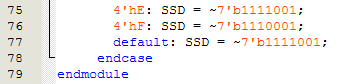 75 4'hE: SSD = ~7'b1111001;
76 4'hF: SSD = ~7'b1110001;
77 default: SSD = ~7'b1111001;
78 endcase
79 endmodule